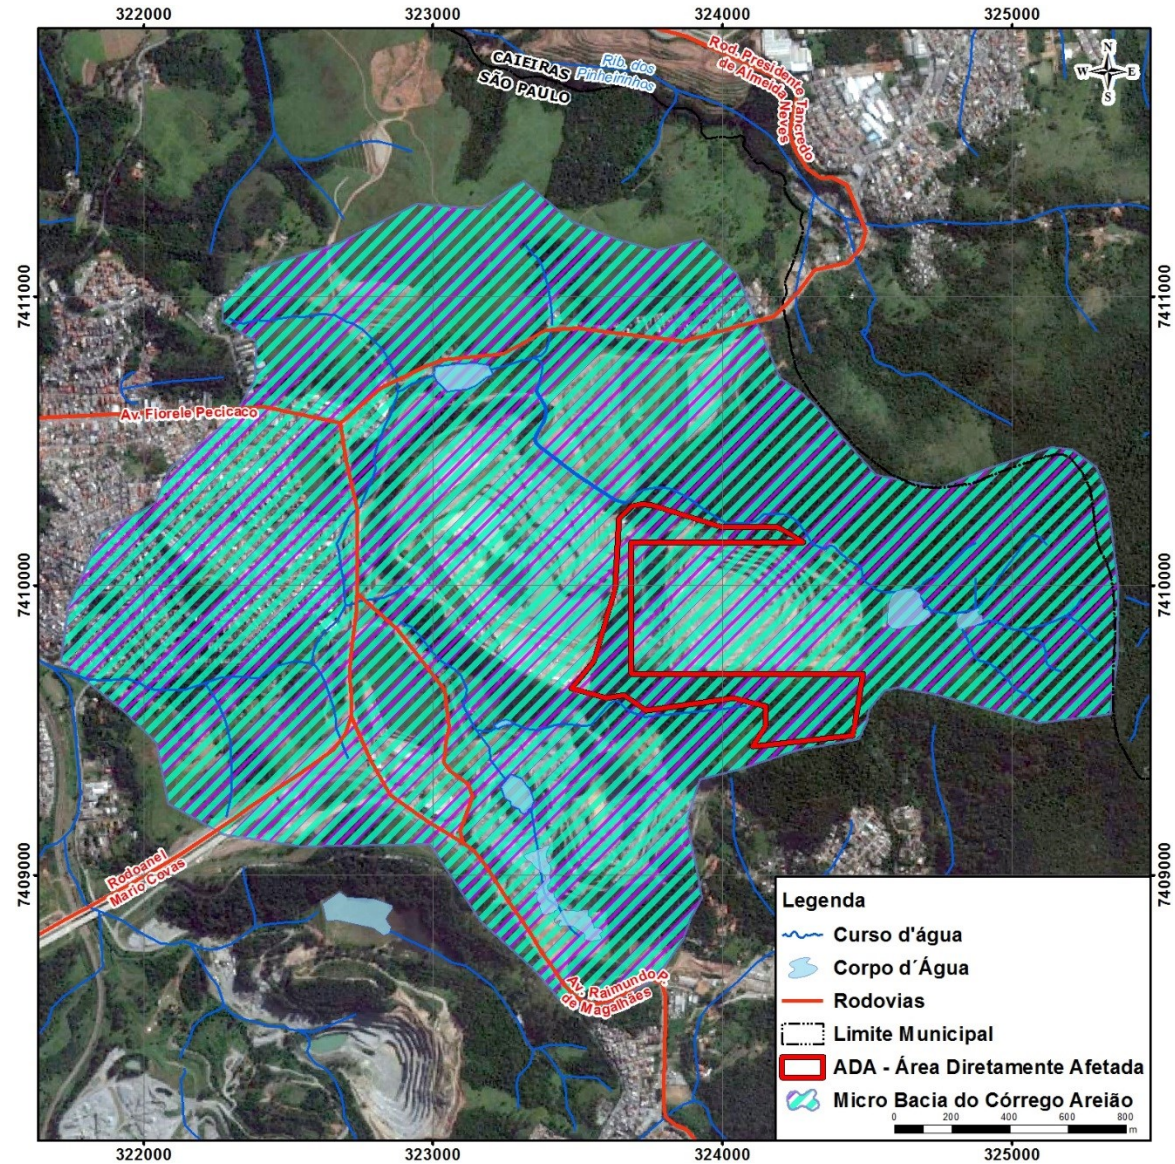 322000
323000
324000
325000
N
W
E
S
CAIEIRAS
SÃO PAULO
Rib. dos
Pinheirinhos
Rod. Presidente Tancredo
de Almeida Neves
7411000
7411000
Av. Fiorele Pecicaco
7410000
7410000
7409000
7409000
Rodoanel
Mario Covas
Av. Raimundo P.
de Magalhães
Legenda
Curso d'água
Corpo d´Água
Rodovias
Limite Municipal
ADA - Área Diretamente Afetada
Micro Bacia do Córrego Areião
0 200 400 600 800
m
322000
323000
324000
325000